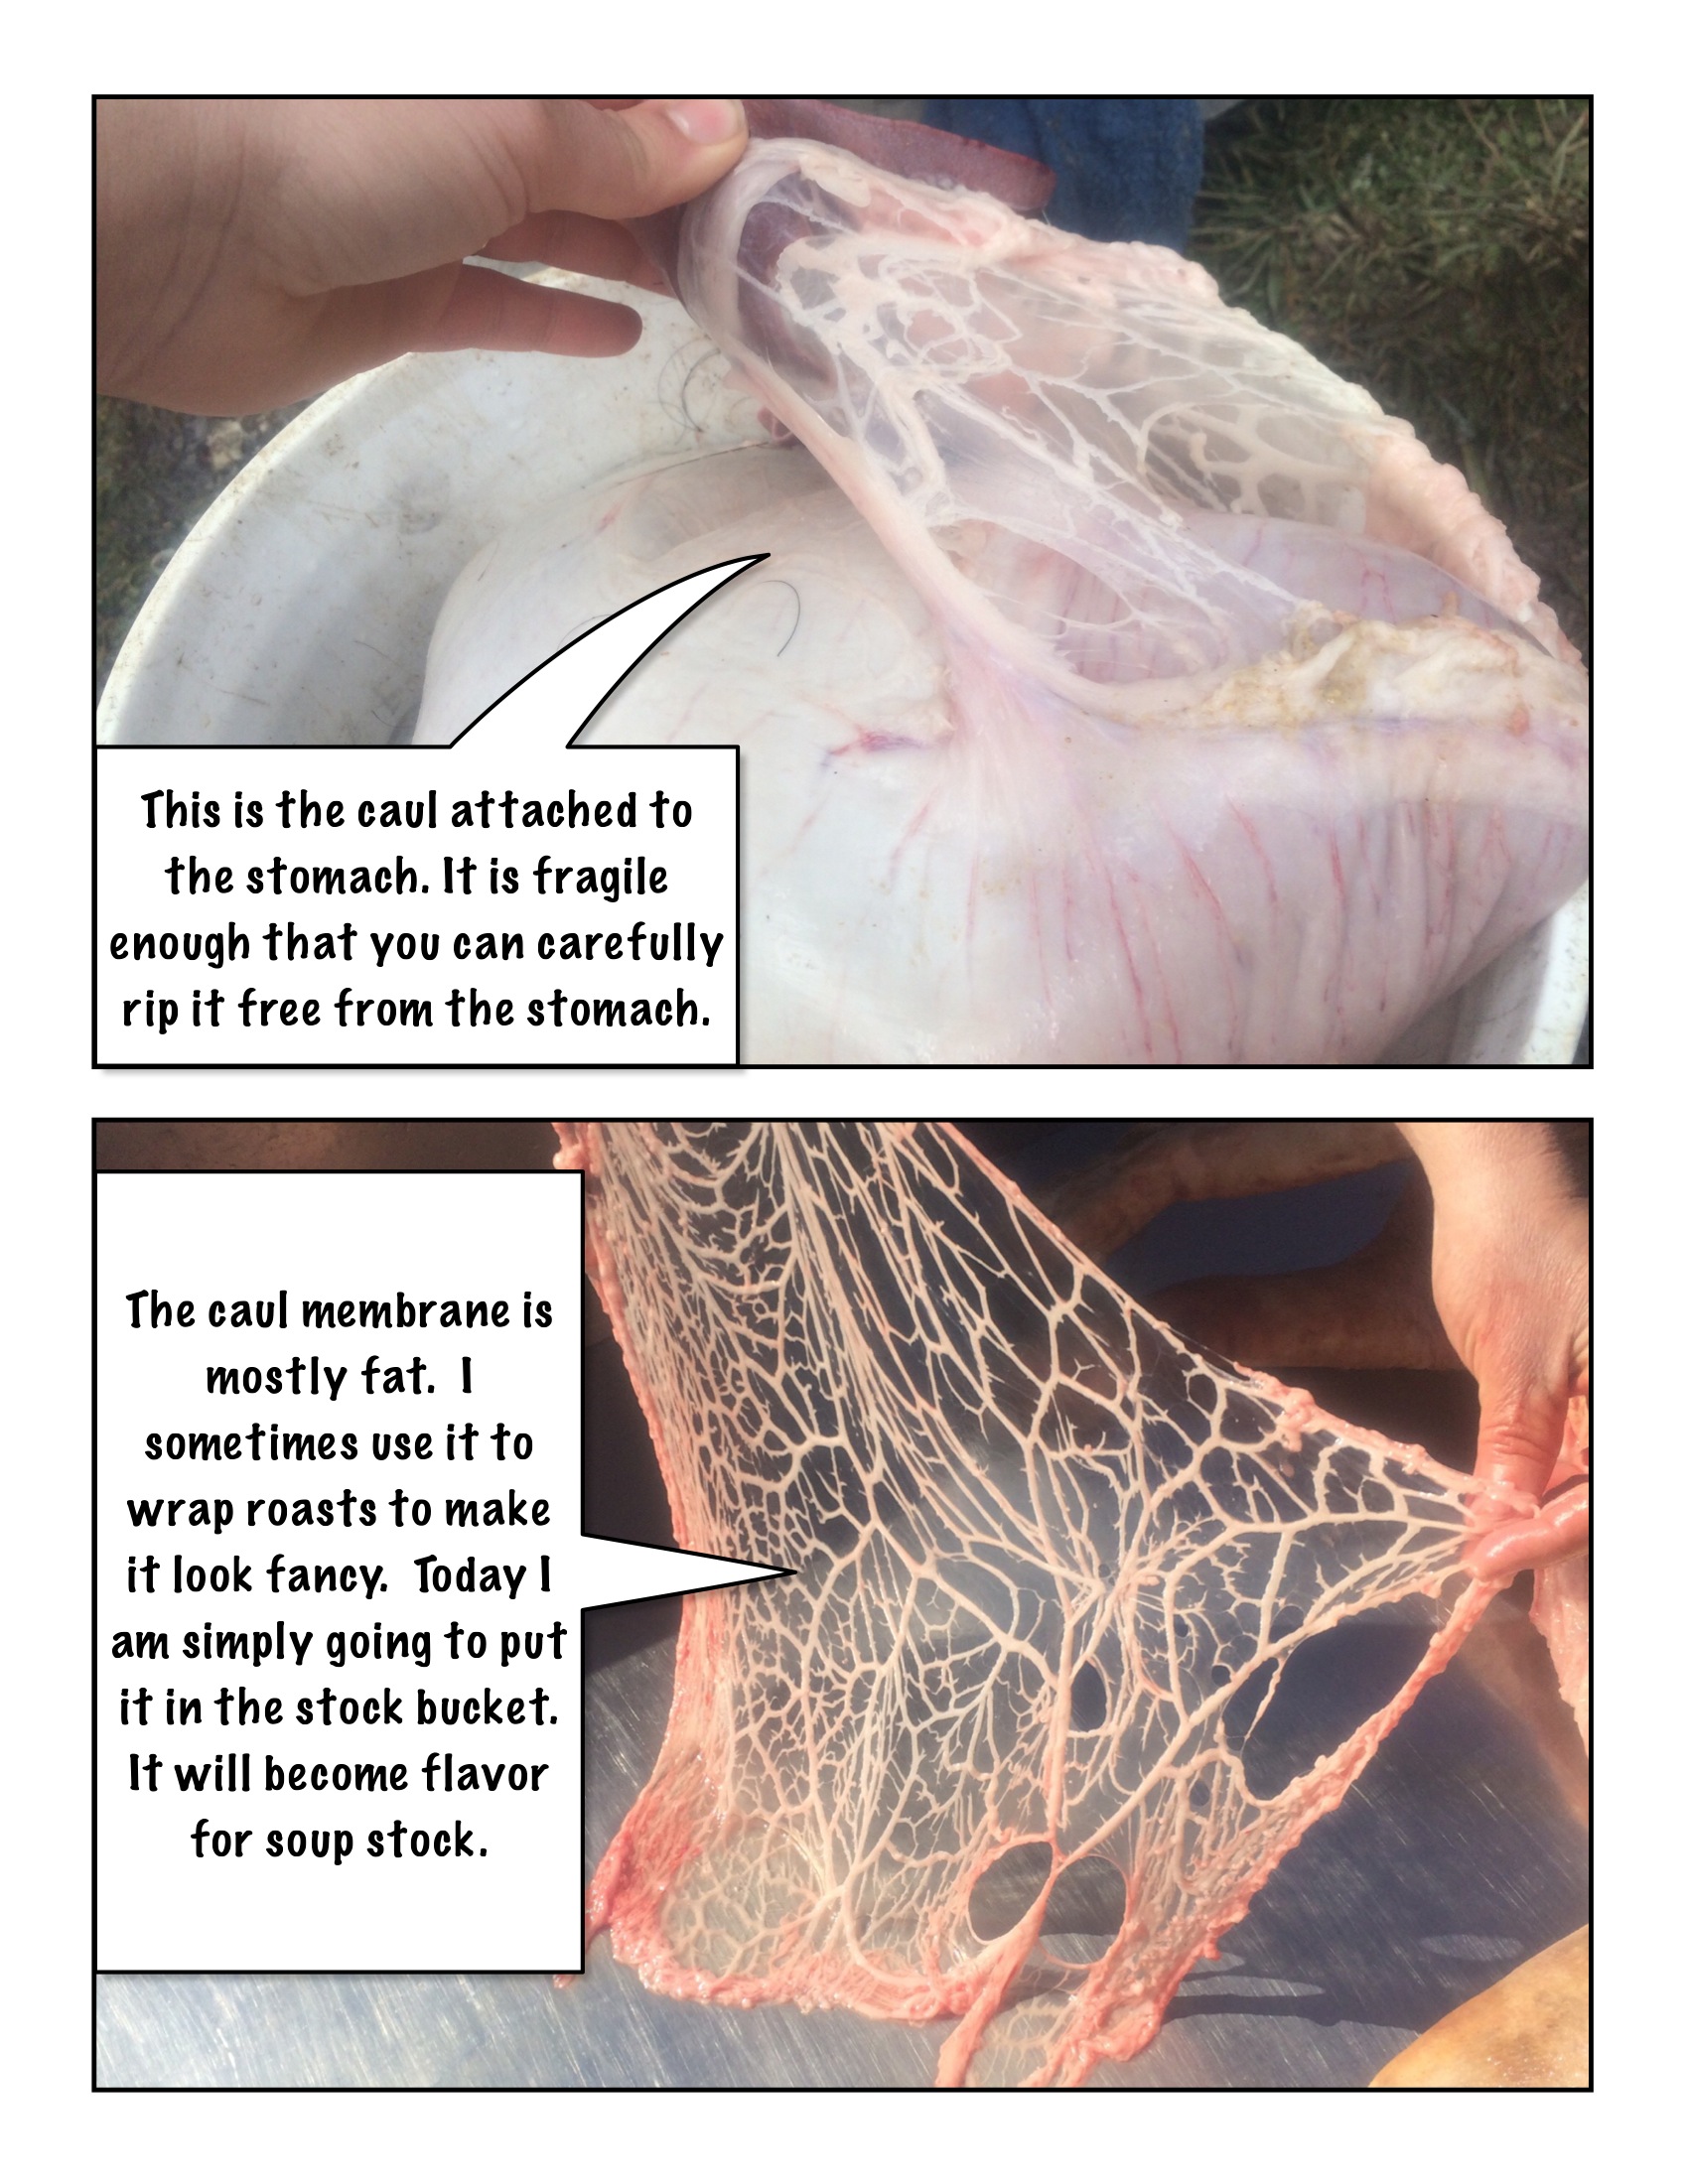 This is the caul attached to
the stomach. It is fragile
enough that you can carefully
rip it free from the stomach.
The caul membrane is
mostly fat.  I
sometimes use it to
wrap roasts to make
it look fancy.  Today I
am simply going to put
it in the stock bucket.
It will become flavor
for soup stock.